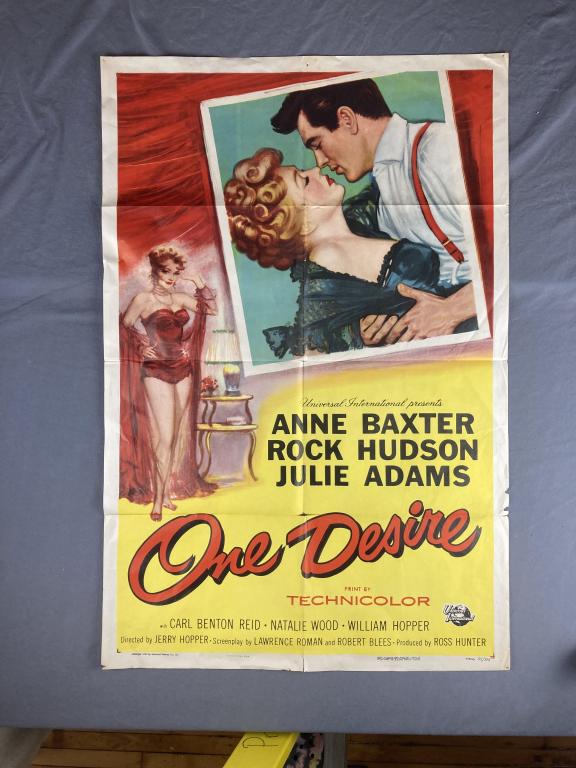 Universal International presents
ANNE BAXTER
ROCK HUDSON
JULIE ADAMS
One Desire
PRINT BY
TECHNICOLOR
with CARL BENTON REID • NATALIE WOOD • WILLIAM HOPPER
Directed by JERRY HOPPER • Screenplay by LAWRENCE ROMAN and ROBERT BLEES • Produced by ROSS HUNTER